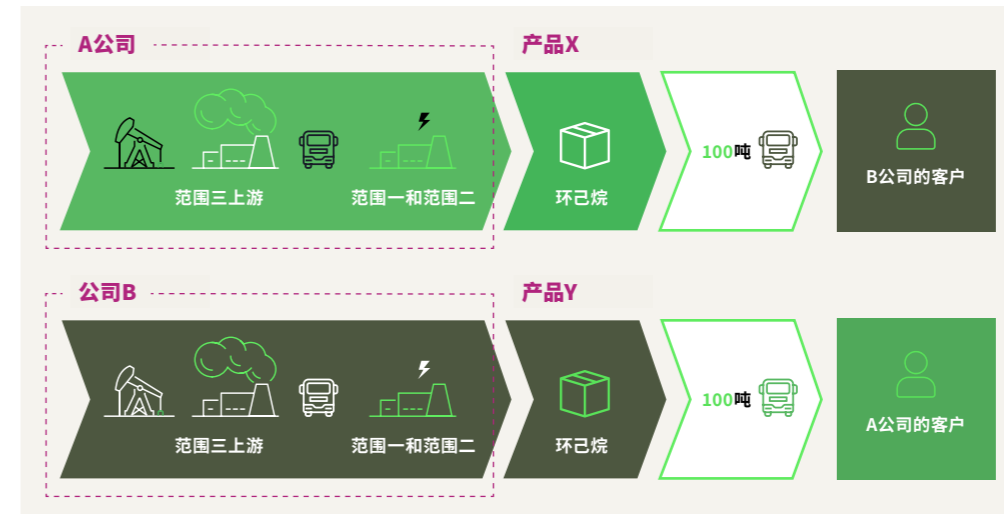 A公司
产品X
范围三上游
范围一和范围二
环己烷
100吨
B公司的客户
公司B
产品Y
范围三上游
范围一和范围二
环己烷
100吨
A公司的客户